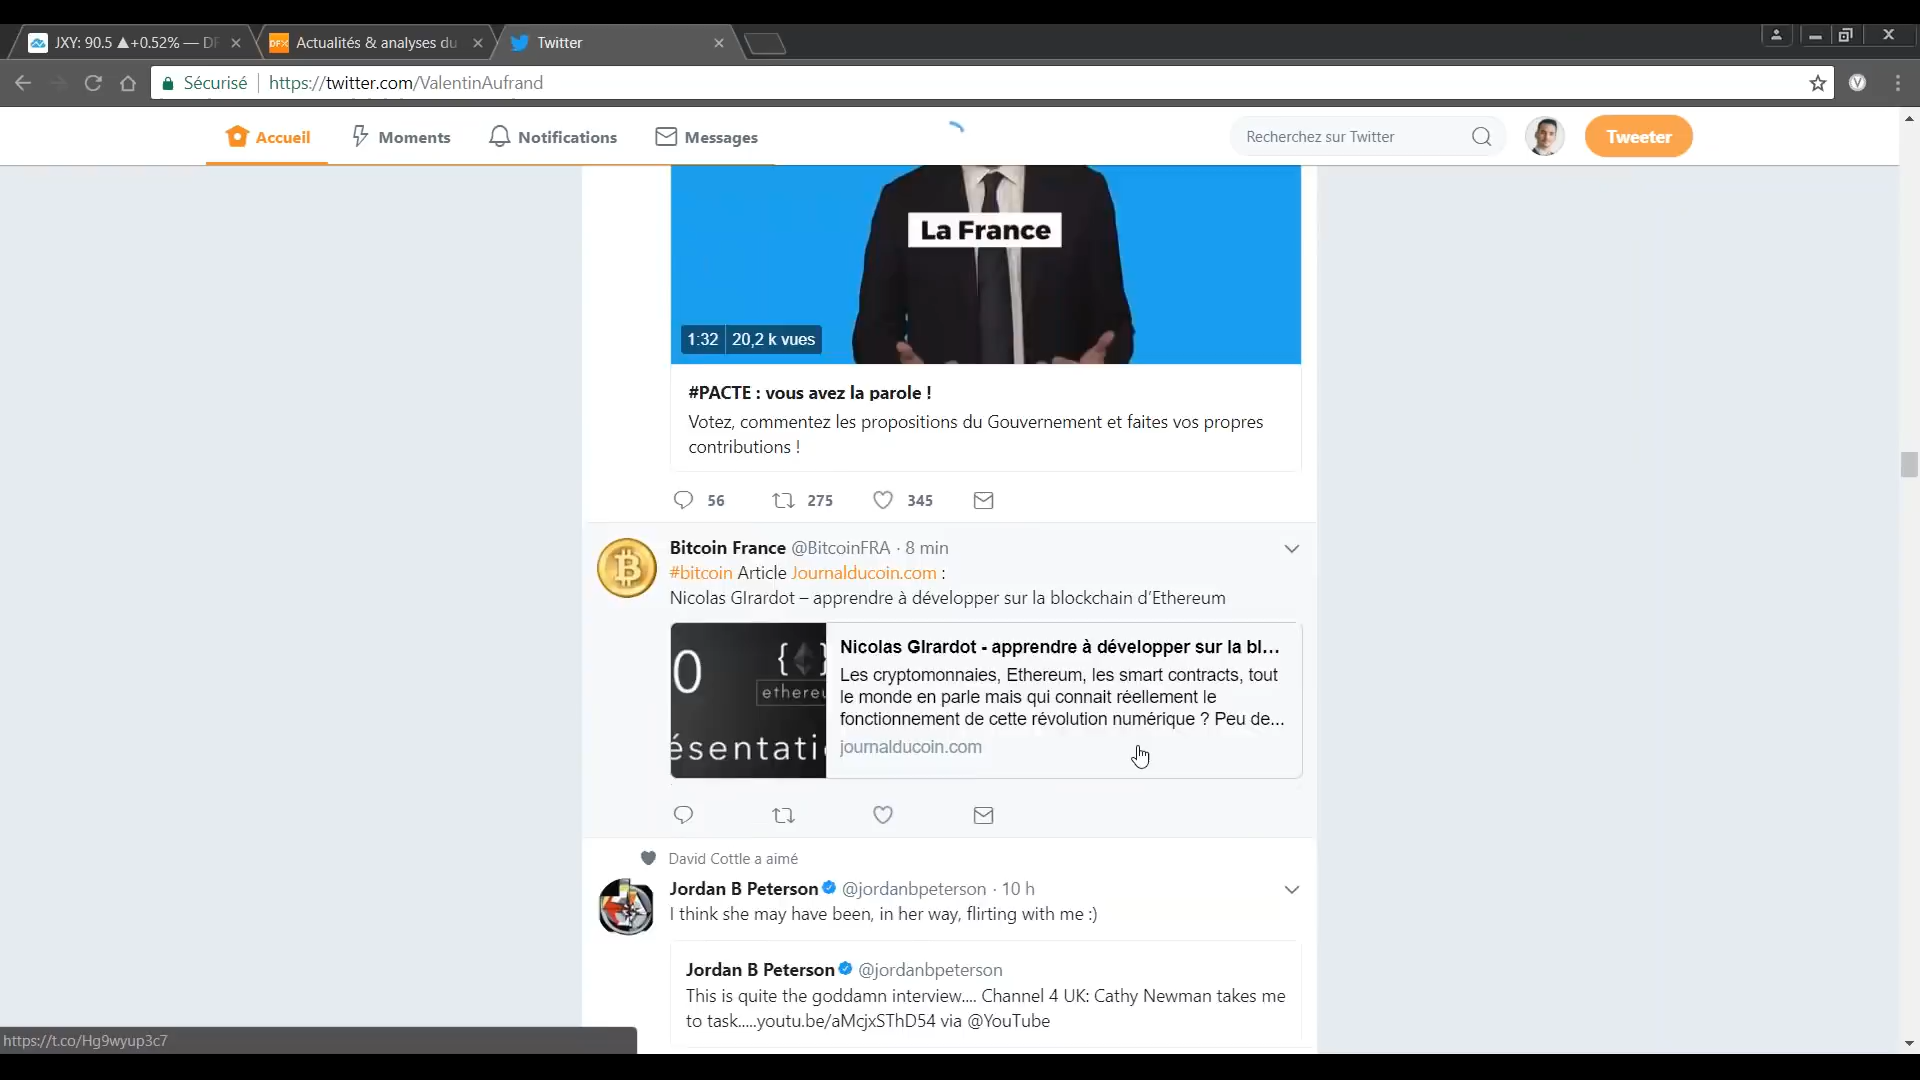 JXY: 90.5 ▲+0.52% — DF
DFX Actualités & analyses du
Twitter
Sécurisé https://twitter.com/ValentinAufrand
V
Accueil Moments Notifications Messages
Recherchez sur Twitter
Tweeter
La France
1:32 20,2 k vues
#PACTE : vous avez la parole !
Votez, commentez les propositions du Gouvernement et faites vos propres
contributions !
56 275 345
Bitcoin France @BitcoinFRA · 8 min
#bitcoin Article Journalducoin.com :
Nicolas GIrardot – apprendre à développer sur la blockchain d'Ethereum
0 { } ethereu
ésentati
Nicolas GIrardot - apprendre à développer sur la bl...
Les cryptomonnaies, Ethereum, les smart contracts, tout
le monde en parle mais qui connait réellement le
fonctionnement de cette révolution numérique ? Peu de...
journalducoin.com
David Cottle a aimé
Jordan B Peterson @jordanbpeterson · 10 h
I think she may have been, in her way, flirting with me :)
Jordan B Peterson @jordanbpeterson
This is quite the goddamn interview.... Channel 4 UK: Cathy Newman takes me
to task.....youtu.be/aMcjxSThD54 via @YouTube
https://t.co/Hg9wyup3c7